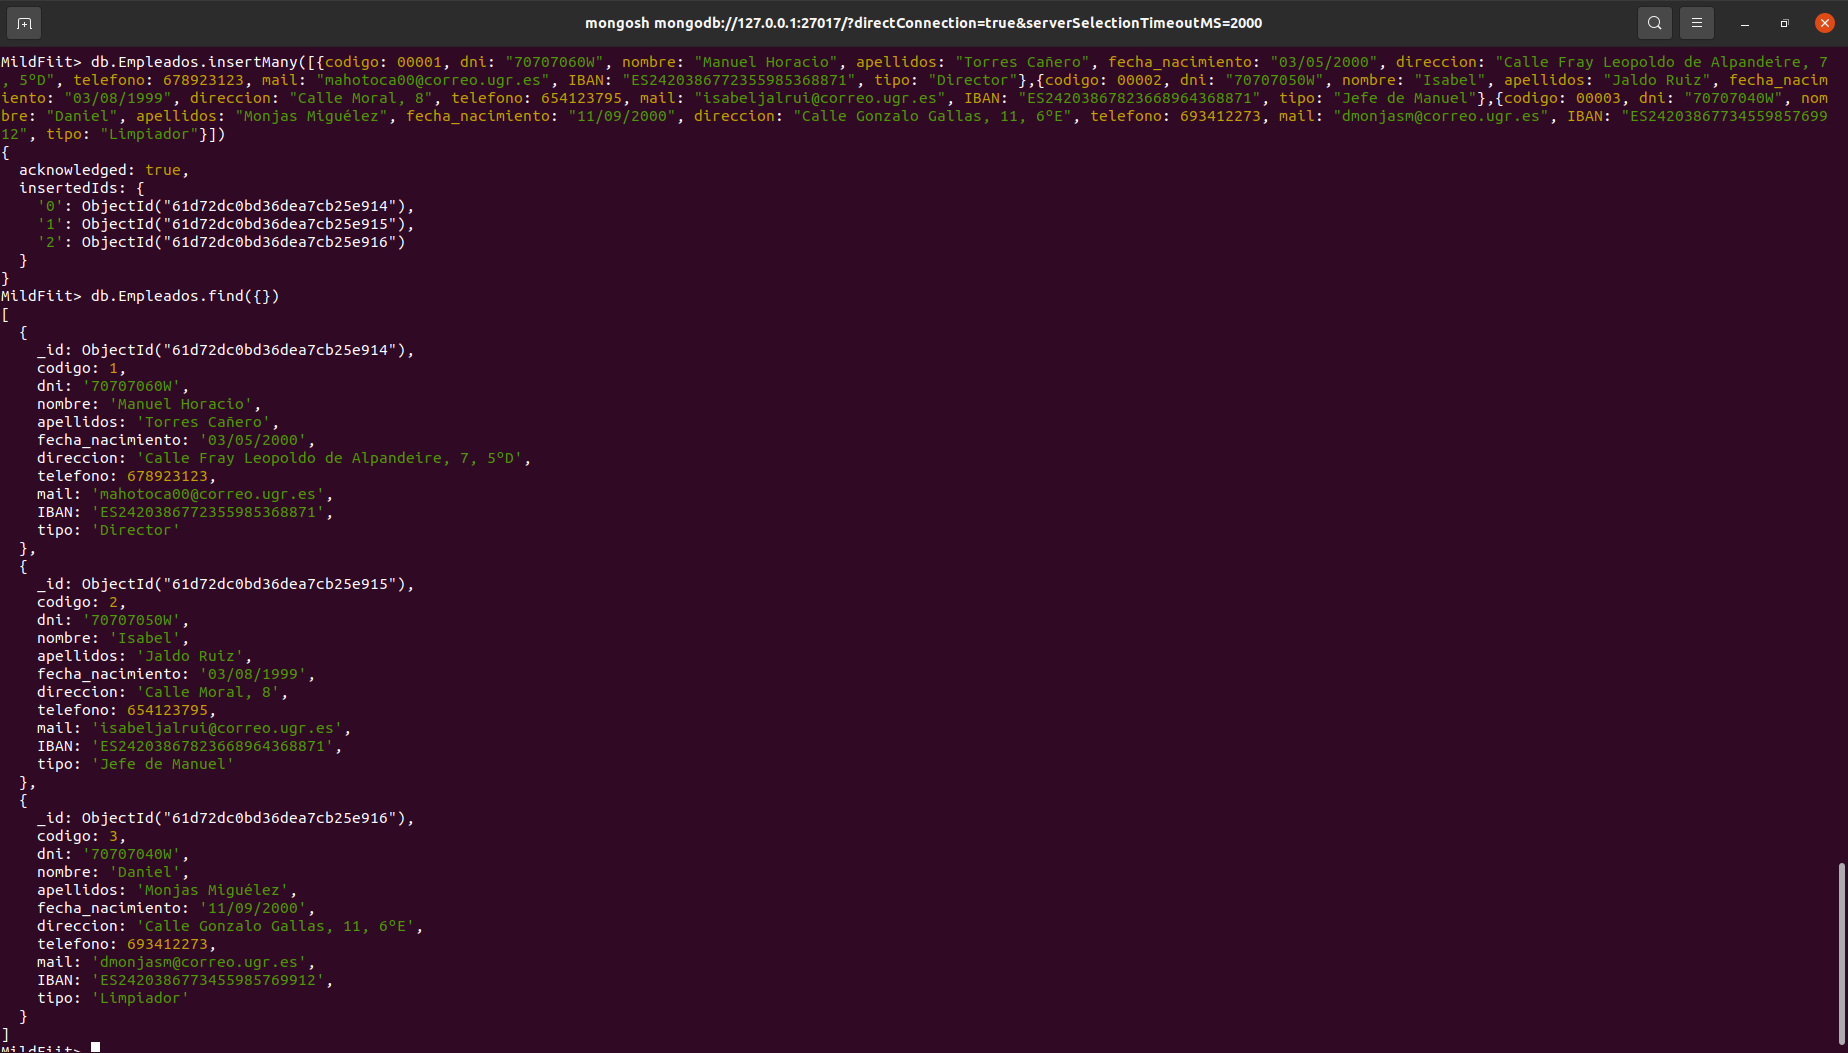 mongosh mongodb://127.0.0.1:27017/?directConnection=true&serverSelectionTimeoutMS=2000
MildFiit> db.Empleados.insertMany([{codigo: 00001, dni: "70707060W", nombre: "Manuel Horacio", apellidos: "Torres Cañero", fecha_nacimiento: "03/05/2000", direccion: "Calle Fray Leopoldo de Alpandeire, 7
, 5ºD", telefono: 678923123, mail: "mahotoca00@correo.ugr.es", IBAN: "ES2420386772355985368871", tipo: "Director"},{codigo: 00002, dni: "70707050W", nombre: "Isabel", apellidos: "Jaldo Ruiz", fecha_nacim
iento: "03/08/1999", direccion: "Calle Moral, 8", telefono: 654123795, mail: "isabeljalrui@correo.ugr.es", IBAN: "ES24203867823668964368871", tipo: "Jefe de Manuel"},{codigo: 00003, dni: "70707040W", nom
bre: "Daniel", apellidos: "Monjas Miguélez", fecha_nacimiento: "11/09/2000", direccion: "Calle Gonzalo Gallas, 11, 6ºE", telefono: 693412273, mail: "dmonjasm@correo.ugr.es", IBAN: "ES24203867734559857699
12", tipo: "Limpiador"}])
{
  acknowledged: true,
  insertedIds: {
    '0': ObjectId("61d72dc0bd36dea7cb25e914"),
    '1': ObjectId("61d72dc0bd36dea7cb25e915"),
    '2': ObjectId("61d72dc0bd36dea7cb25e916")
  }
}
MildFiit> db.Empleados.find({})
[
  {
    _id: ObjectId("61d72dc0bd36dea7cb25e914"),
    codigo: 1,
    dni: '70707060W',
    nombre: 'Manuel Horacio',
    apellidos: 'Torres Cañero',
    fecha_nacimiento: '03/05/2000',
    direccion: 'Calle Fray Leopoldo de Alpandeire, 7, 5ºD',
    telefono: 678923123,
    mail: 'mahotoca00@correo.ugr.es',
    IBAN: 'ES2420386772355985368871',
    tipo: 'Director'
  },
  {
    _id: ObjectId("61d72dc0bd36dea7cb25e915"),
    codigo: 2,
    dni: '70707050W',
    nombre: 'Isabel',
    apellidos: 'Jaldo Ruiz',
    fecha_nacimiento: '03/08/1999',
    direccion: 'Calle Moral, 8',
    telefono: 654123795,
    mail: 'isabeljalrui@correo.ugr.es',
    IBAN: 'ES24203867823668964368871',
    tipo: 'Jefe de Manuel'
  },
  {
    _id: ObjectId("61d72dc0bd36dea7cb25e916"),
    codigo: 3,
    dni: '70707040W',
    nombre: 'Daniel',
    apellidos: 'Monjas Miguélez',
    fecha_nacimiento: '11/09/2000',
    direccion: 'Calle Gonzalo Gallas, 11, 6ºE',
    telefono: 693412273,
    mail: 'dmonjasm@correo.ugr.es',
    IBAN: 'ES2420386773455985769912',
    tipo: 'Limpiador'
  }
]
MildFiit>